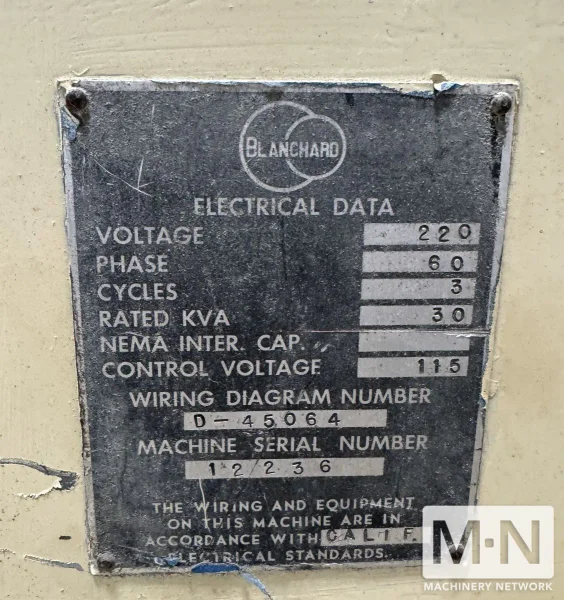 BLANCHARD
ELECTRICAL DATA
VOLTAGE 220
PHASE 60
CYCLES 3
RATED KVA 30
NEMA INTER. CAP.
CONTROL VOLTAGE 115
WIRING DIAGRAM NUMBER
D-45064
MACHINE SERIAL NUMBER
12236
THE WIRING AND EQUIPMENT
ON THIS MACHINE ARE IN
ACCORDANCE WITH CALIF.
ELECTRICAL STANDARDS.
M·N
MACHINERY NETWORK